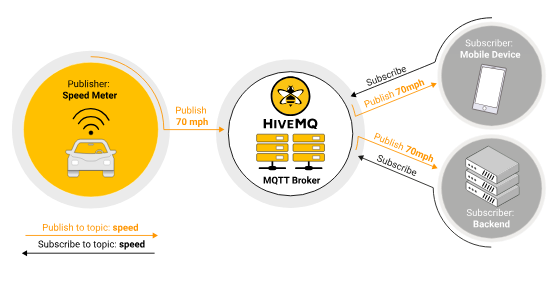 Publisher:
Speed Meter
Publish
70 mph
HIVEMQ
MQTT Broker
Subscribe
Publish 70mph
Subscriber:
Mobile Device
Publish 70mph
Subscribe
Subscriber:
Backend
Publish to topic: speed
Subscribe to topic: speed